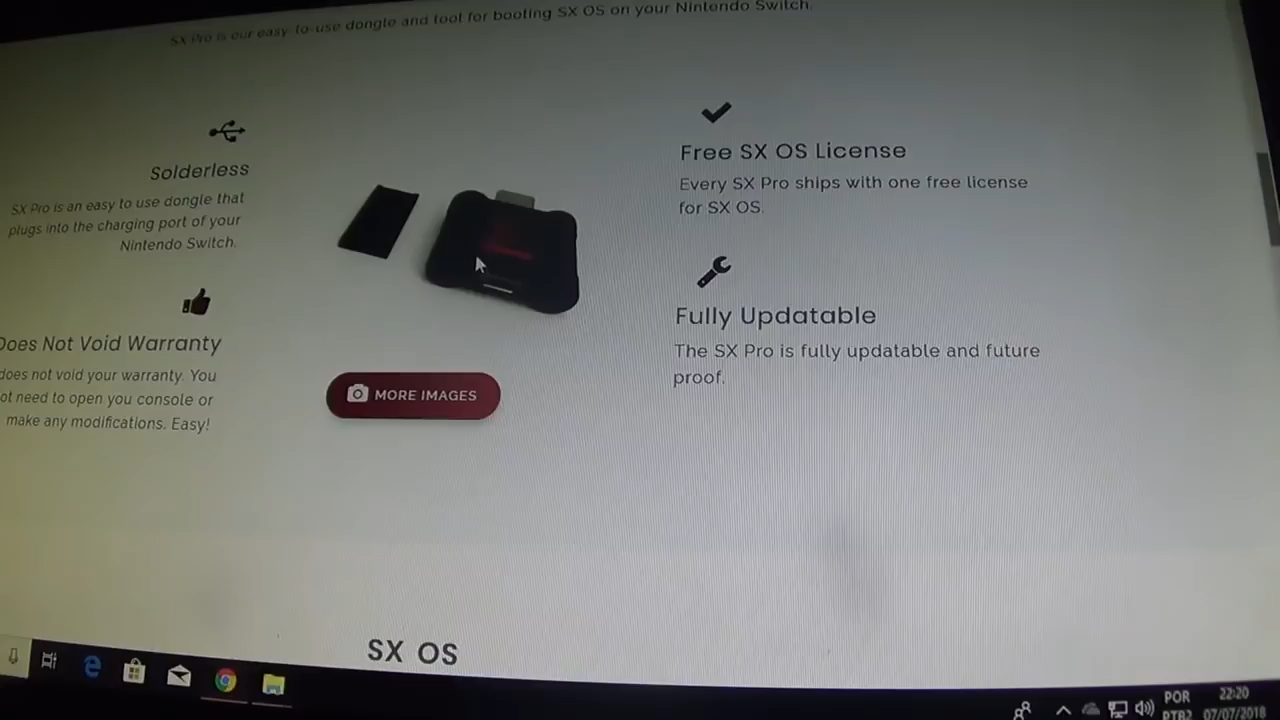 SX Pro is our easy-to-use dongle and tool for booting SX OS on your Nintendo Switch.
Solderless
SX Pro is an easy to use dongle that
plugs into the charging port of your
Nintendo Switch.
Does Not Void Warranty
does not void your warranty. You
ot need to open you console or
make any modifications. Easy!
MORE IMAGES
Free SX OS License
Every SX Pro ships with one free license
for SX OS.
Fully Updatable
The SX Pro is fully updatable and future
proof.
SX OS
POR
PTB2
22:20
07/07/2018